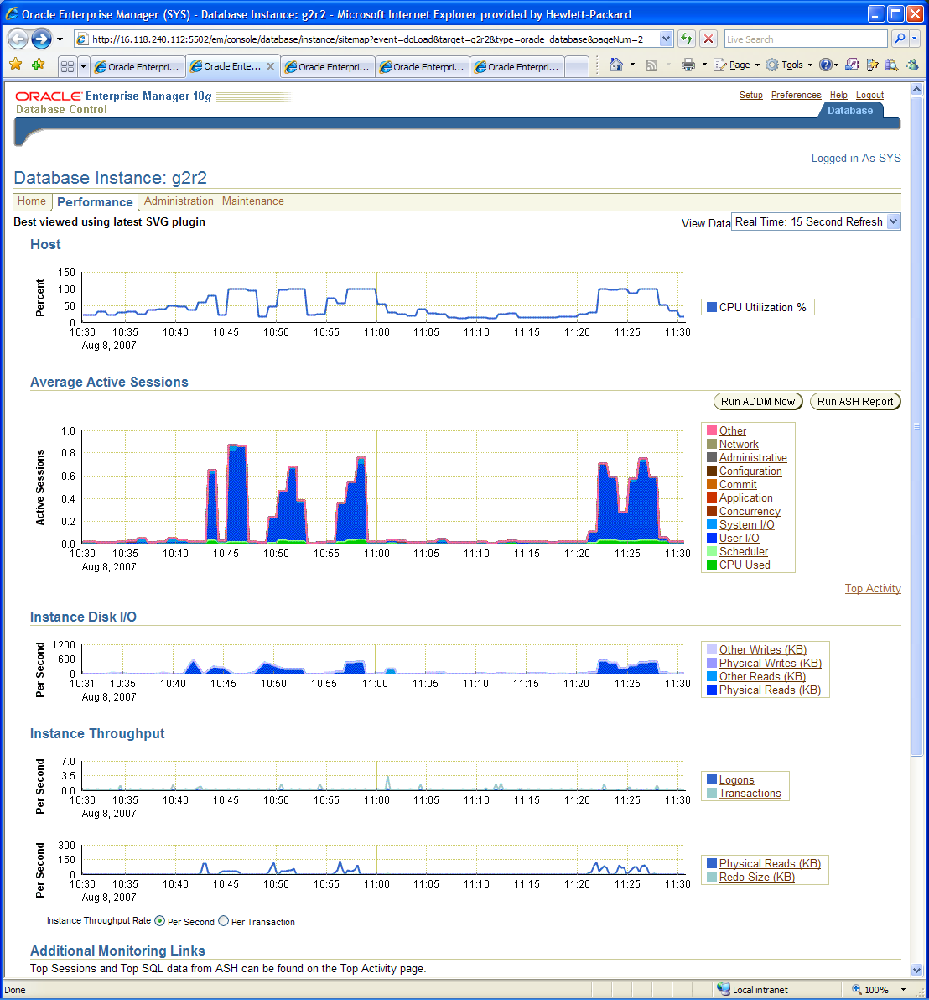 Oracle Enterprise Manager (SYS) - Database Instance: g2r2 - Microsoft Internet Explorer provided by Hewlett-Packard
http://16.118.240.112:5502/em/console/database/instance/sitemap?event=doLoad&target=g2r2&type=oracle_database&pageNum=2
Live Search
Oracle Enterpri...
Oracle Ente...
Oracle Enterpri...
Oracle Enterpri...
Oracle Enterpri...
Page
Tools
ORACLE Enterprise Manager 10g
Database Control
Setup Preferences Help Logout
Database
Logged in As SYS
Database Instance: g2r2
Home Performance Administration Maintenance
Best viewed using latest SVG plugin
View Data Real Time: 15 Second Refresh
Host
Percent
150
100
50
0
10:30 10:35 10:40 10:45 10:50 10:55 11:00 11:05 11:10 11:15 11:20 11:25 11:30
Aug 8, 2007
CPU Utilization %
Average Active Sessions
Run ADDM Now Run ASH Report
Active Sessions
1.0
0.8
0.6
0.4
0.2
0.0
10:30 10:35 10:40 10:45 10:50 10:55 11:00 11:05 11:10 11:15 11:20 11:25 11:30
Aug 8, 2007
Other
Network
Administrative
Configuration
Commit
Application
Concurrency
System I/O
User I/O
Scheduler
CPU Used
Top Activity
Instance Disk I/O
Per Second
1200
600
0
10:31 10:35 10:40 10:45 10:50 10:55 11:00 11:05 11:10 11:15 11:20 11:25 11:30
Aug 8, 2007
Other Writes (KB)
Physical Writes (KB)
Other Reads (KB)
Physical Reads (KB)
Instance Throughput
Per Second
7.0
3.5
0.0
10:30 10:35 10:40 10:45 10:50 10:55 11:00 11:05 11:10 11:15 11:20 11:25 11:30
Aug 8, 2007
Logons
Transactions
Per Second
300
150
0
10:30 10:35 10:40 10:45 10:50 10:55 11:00 11:05 11:10 11:15 11:20 11:25 11:30
Aug 8, 2007
Physical Reads (KB)
Redo Size (KB)
Instance Throughput Rate Per Second Per Transaction
Additional Monitoring Links
Top Sessions and Top SQL data from ASH can be found on the Top Activity page.
Done
Local intranet
100%